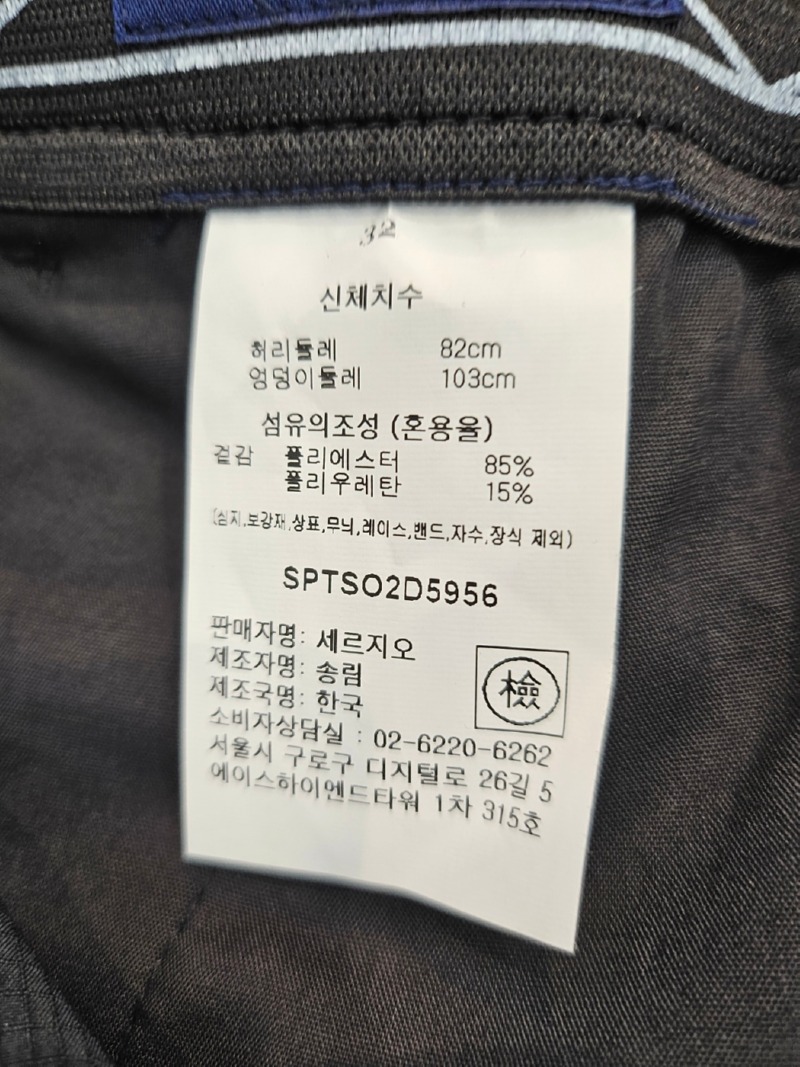 32
신체치수
허리둘레 82cm
엉덩이둘레 103cm
섬유의조성 (혼용율)
겉감 폴리에스터 85%
폴리우레탄 15%
(심지,보강재,상표,무늬,레이스,밴드,자수,장식 제외)
SPTSO2D5956
판매자명: 세르지오
제조자명: 송림
제조국명: 한국
檢
소비자상담실 : 02-6220-6262
서울시 구로구 디지털로 26길 5
에이스하이엔드타워 1차 315호